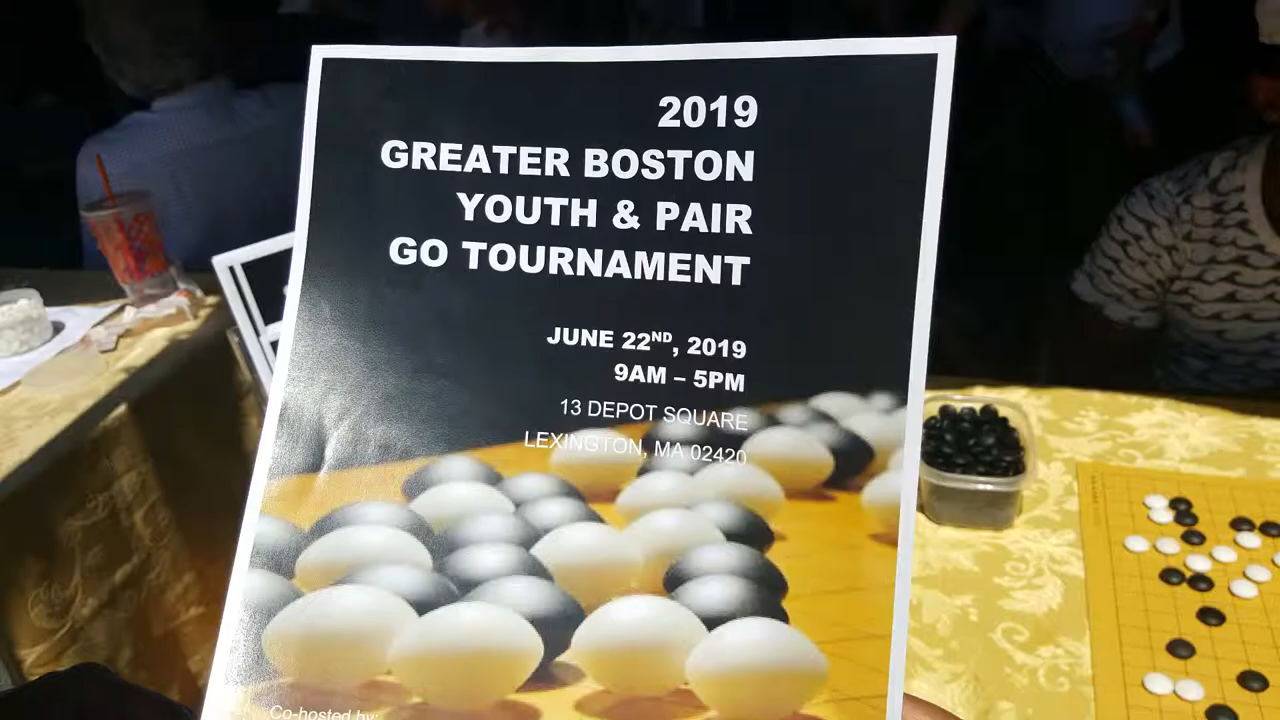 2019
GREATER BOSTON
YOUTH & PAIR
GO TOURNAMENT
JUNE 22ND, 2019
9AM – 5PM
13 DEPOT SQUARE
LEXINGTON, MA 02420
Co-hosted by: